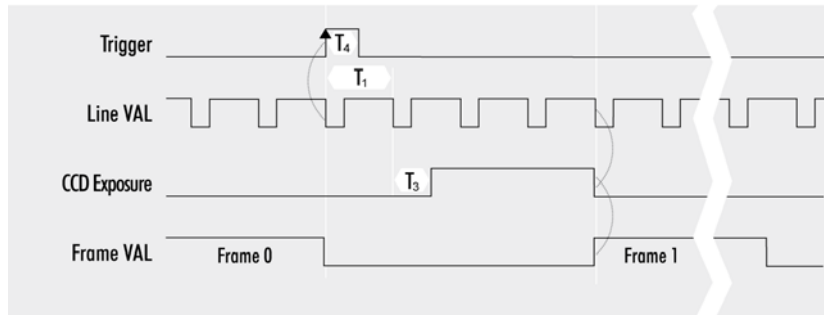 Trigger
T₄
T₁
Line VAL
CCD Exposure
T₃
Frame VAL
Frame 0
Frame 1